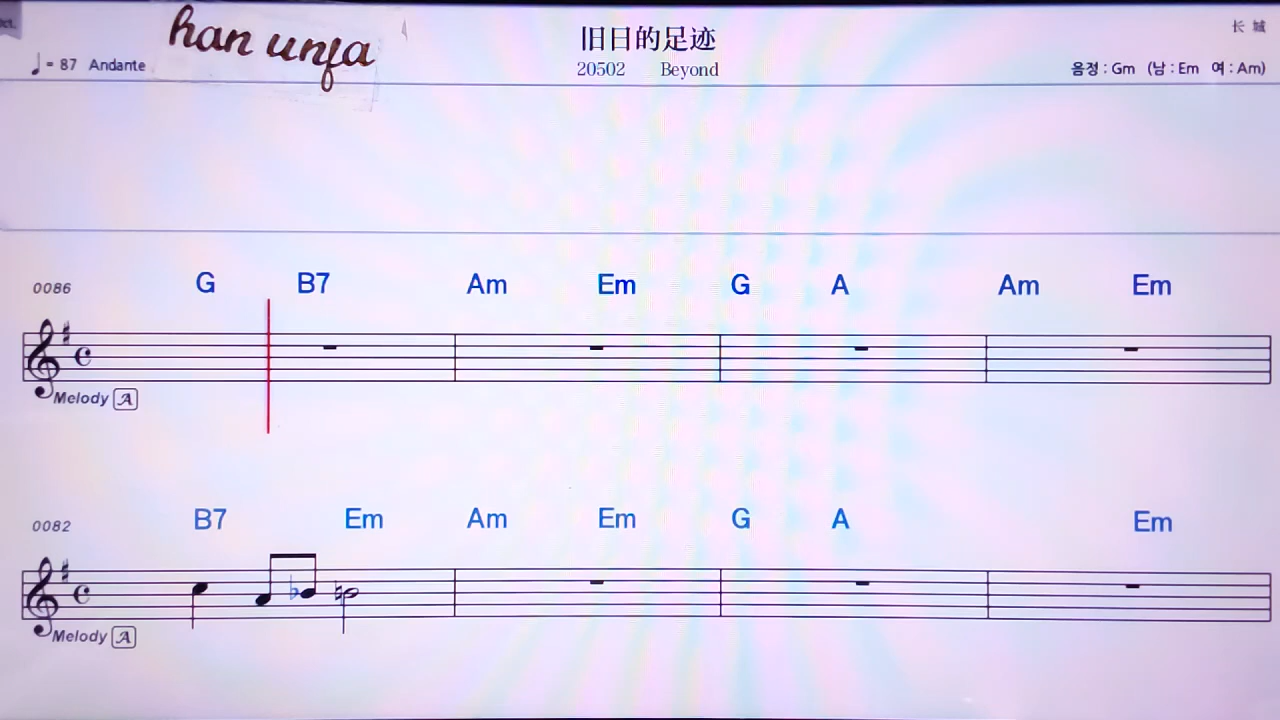 han unfa
旧日的足迹
长 城
♩= 87 Andante
20502 Beyond
음정 : Gm (남 : Em 여 : Am)
0086 G B7 Am Em G A Am Em
Melody A
0082 B7 Em Am Em G A Em
Melody A